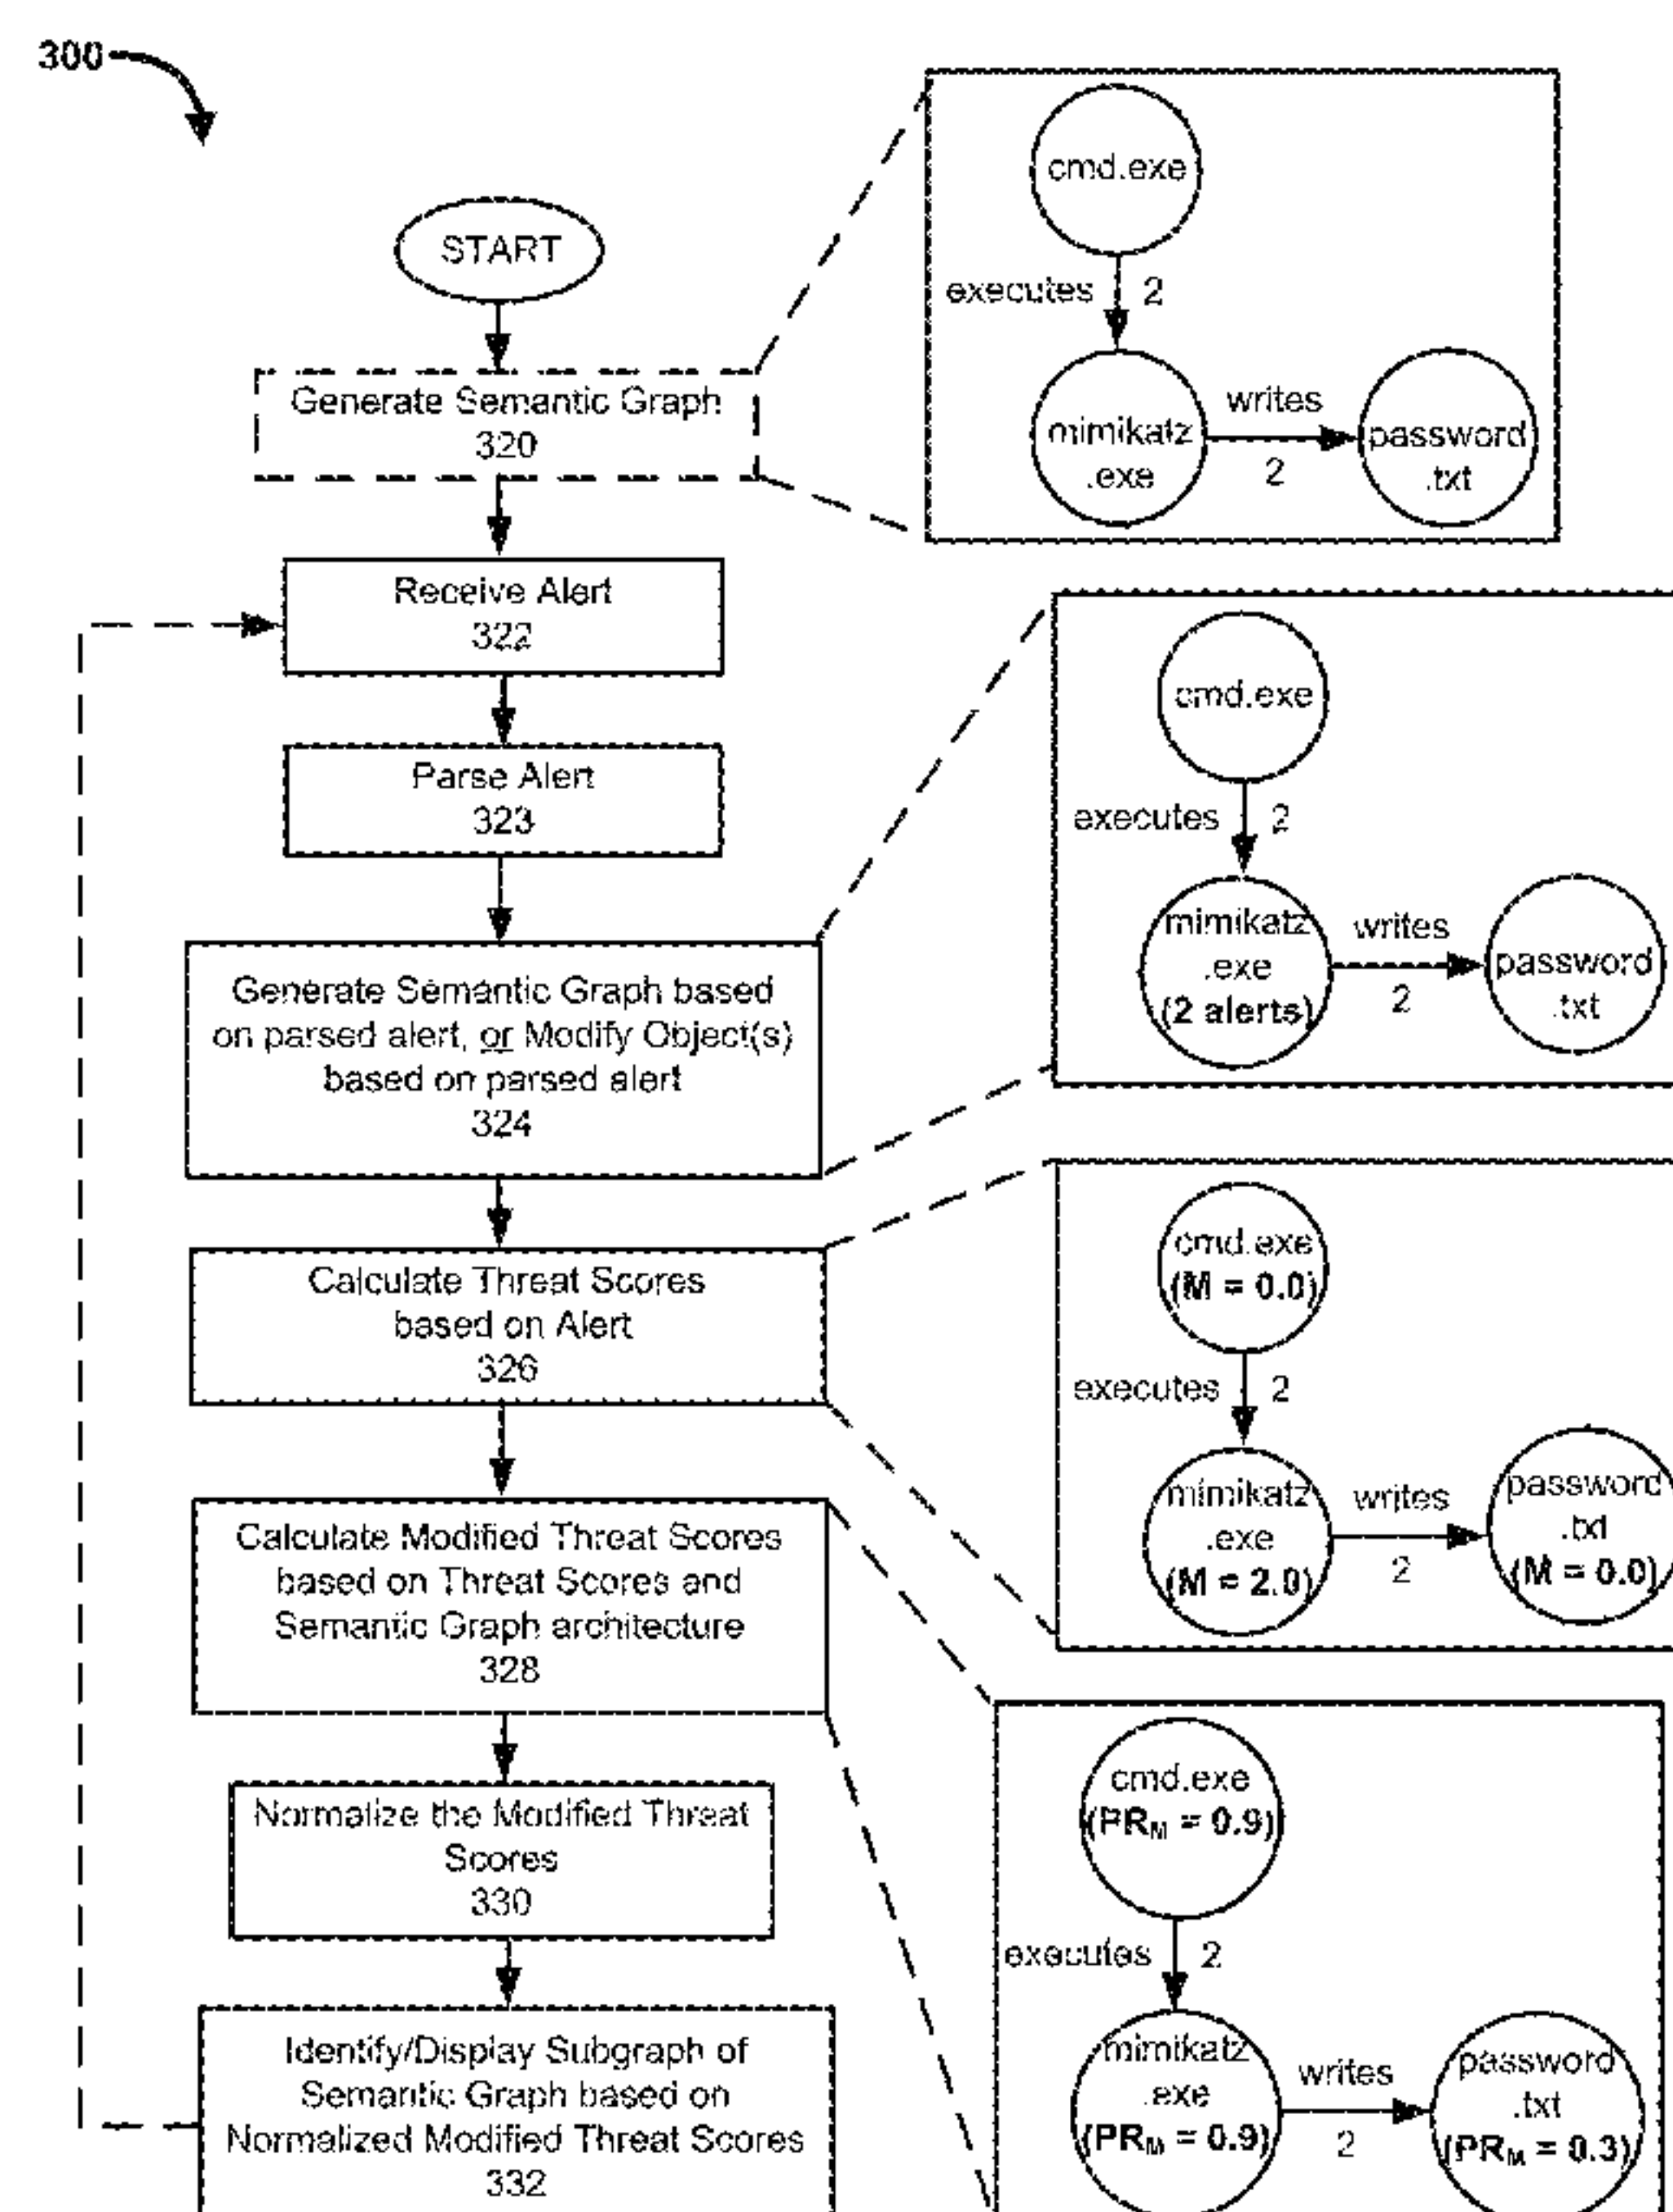 300
START
Generate Semantic Graph
320
Receive Alert
322
Parse Alert
323
Generate Semantic Graph based
on parsed alert, or Modify Object(s)
based on parsed alert
324
Calculate Threat Scores
based on Alert
326
Calculate Modified Threat Scores
based on Threat Scores and
Semantic Graph architecture
328
Normalize the Modified Threat
Scores
330
Identify/Display Subgraph of
Semantic Graph based on
Normalized Modified Threat Scores
332
cmd.exe
executes 2
mimikatz
.exe
writes
2
password
.txt
cmd.exe
executes 2
mimikatz
.exe
(2 alerts)
writes
2
password
.txt
cmd.exe
(M = 0.0)
executes 2
mimikatz
.exe
(M = 2.0)
writes
2
password
.txt
(M = 0.0)
cmd.exe
(PRM = 0.9)
executes 2
mimikatz
.exe
(PRM = 0.9)
writes
2
password
.txt
(PRM = 0.3)